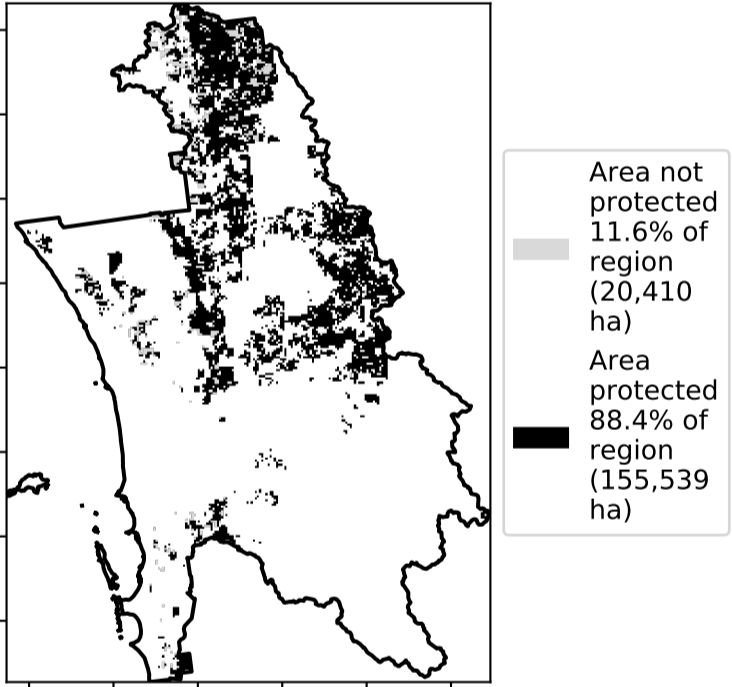 Area not
protected
11.6% of
region
(20,410
ha)
Area
protected
88.4% of
region
(155,539
ha)